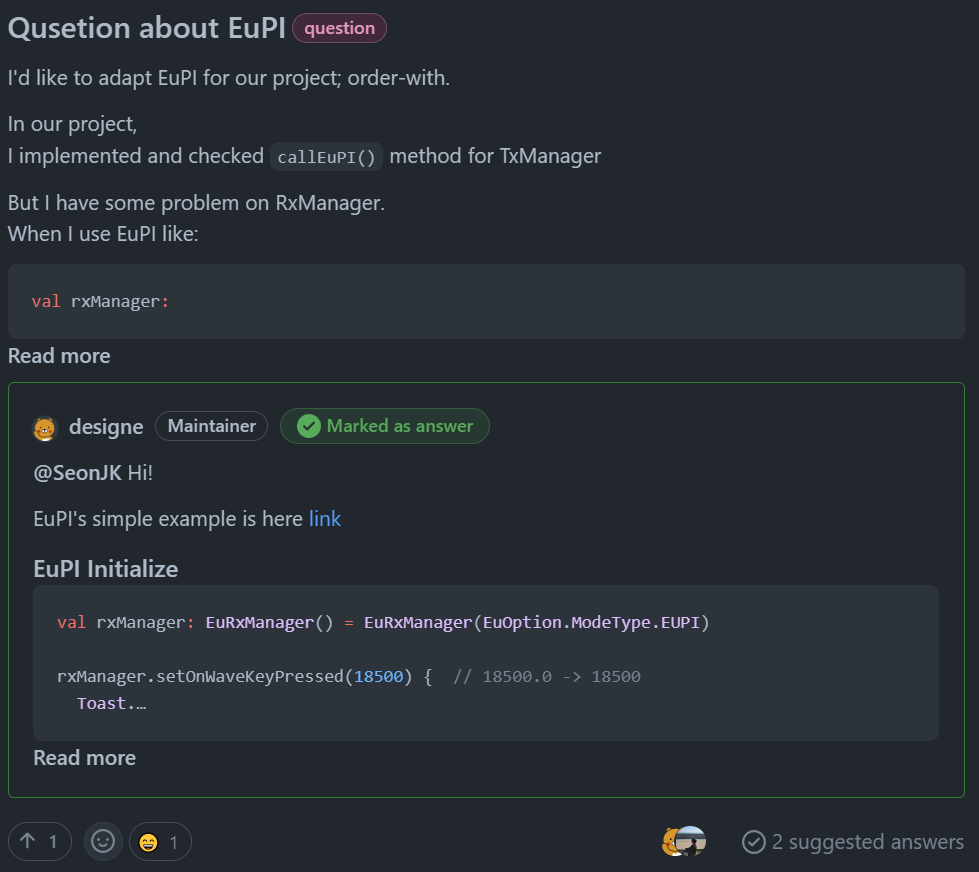 Qusetion about EuPI question
I'd like to adapt EuPI for our project; order-with.
In our project,
I implemented and checked callEuPI() method for TxManager
But I have some problem on RxManager.
When I use EuPI like:
val rxManager:
Read more
designe Maintainer Marked as answer
@SeonJK Hi!
EuPI's simple example is here link
EuPI Initialize
val rxManager: EuRxManager() = EuRxManager(EuOption.ModeType.EUPI)
rxManager.setOnWaveKeyPressed(18500) {  // 18500.0 -> 18500
Toast.…
Read more
1
1
2 suggested answers